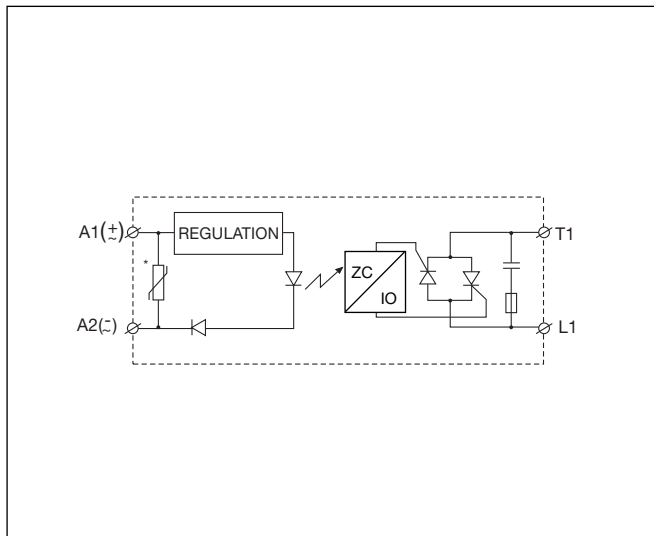 A1(±~)
REGULATION
T1
*
ZC
IO
A2(-~)
L1